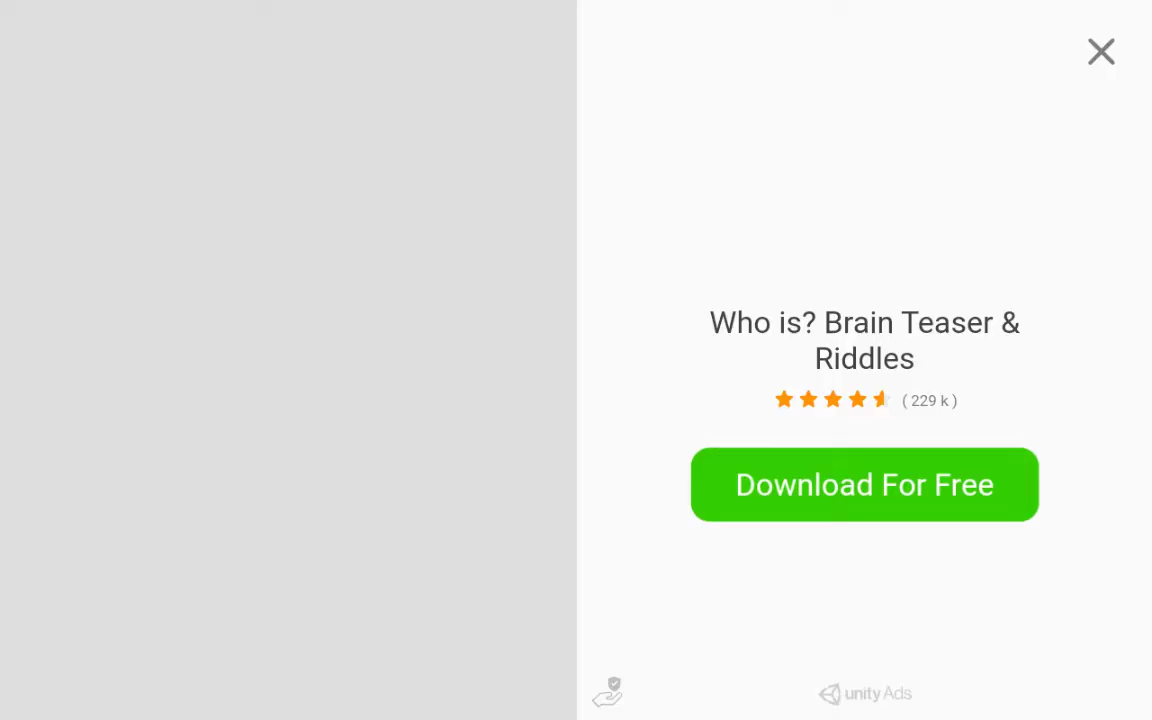 Who is? Brain Teaser &
Riddles
( 229 k )
Download For Free
unity Ads